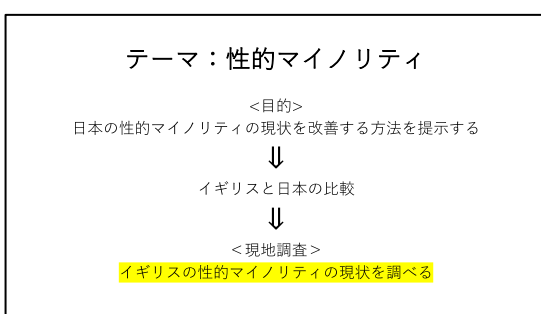 テーマ：性的マイノリティ
<目的>
日本の性的マイノリティの現状を改善する方法を提示する
⇓
イギリスと日本の比較
⇓
＜現地調査＞
イギリスの性的マイノリティの現状を調べる